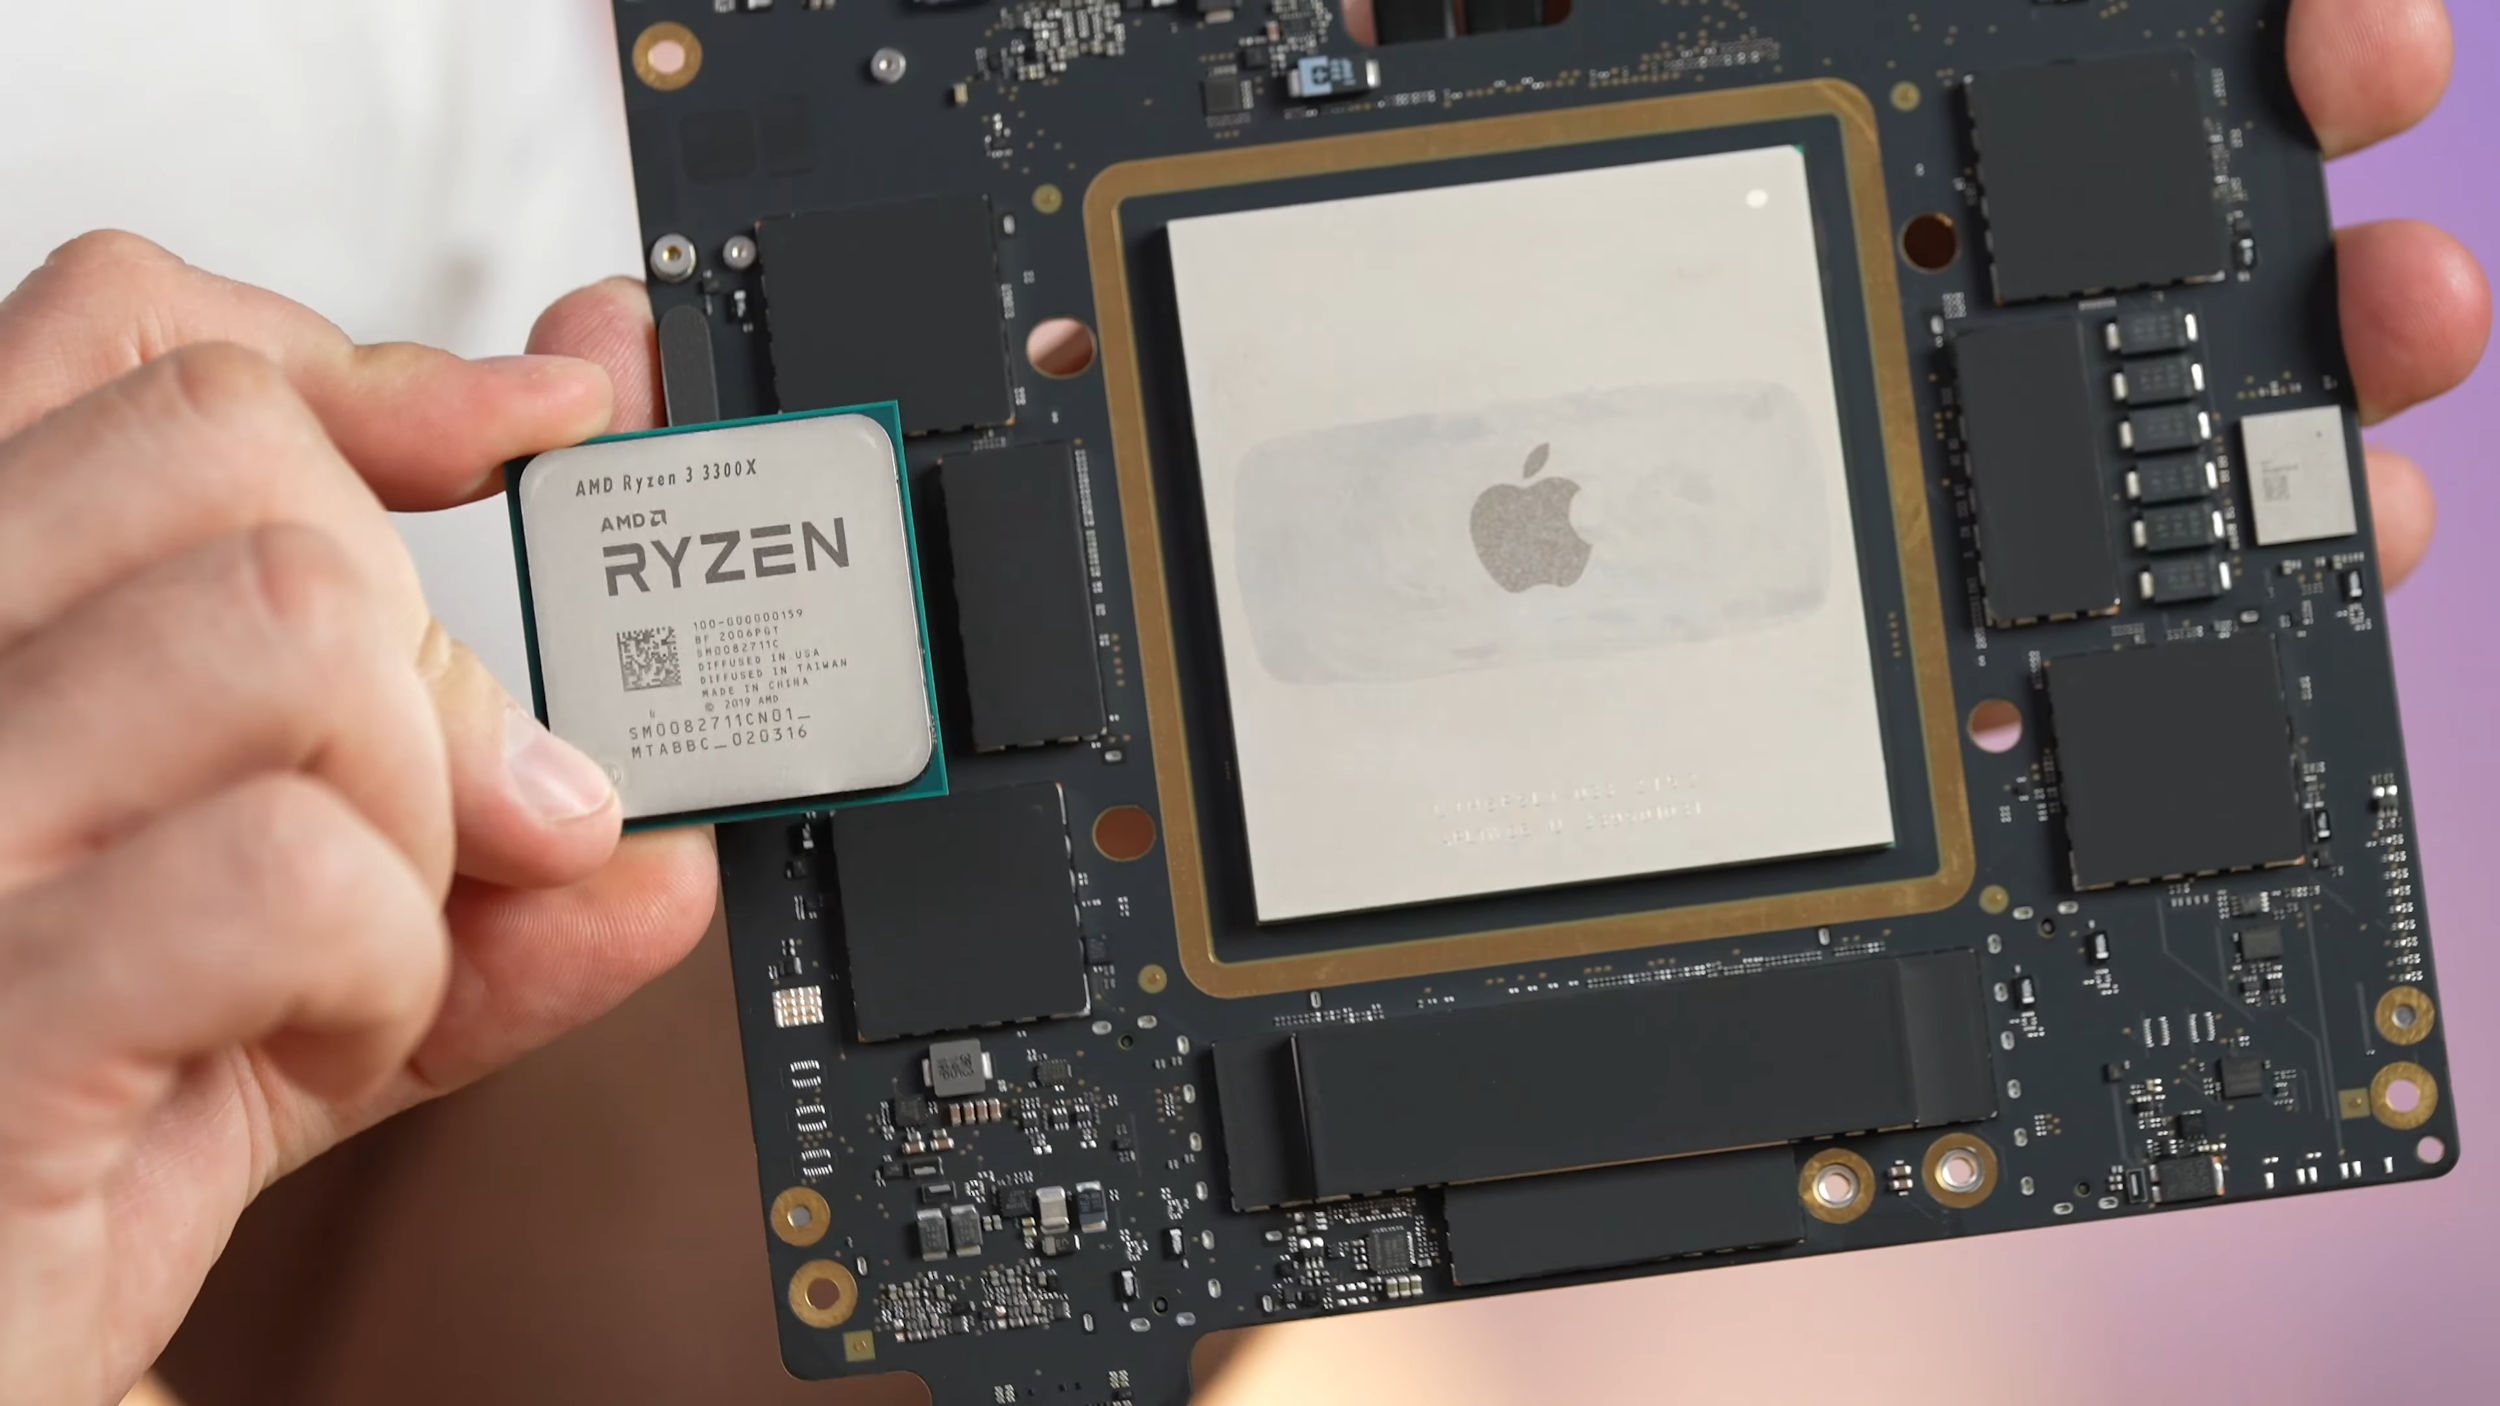 AMD Ryzen 3 3300X
AMD
RYZEN
100-000000159
BF 2006PGT
SM0082711C
DIFFUSED IN USA
DIFFUSED IN TAIWAN
MADE IN CHINA
© 2019 AMD
SM0082711CN01_
MTABBC_020316